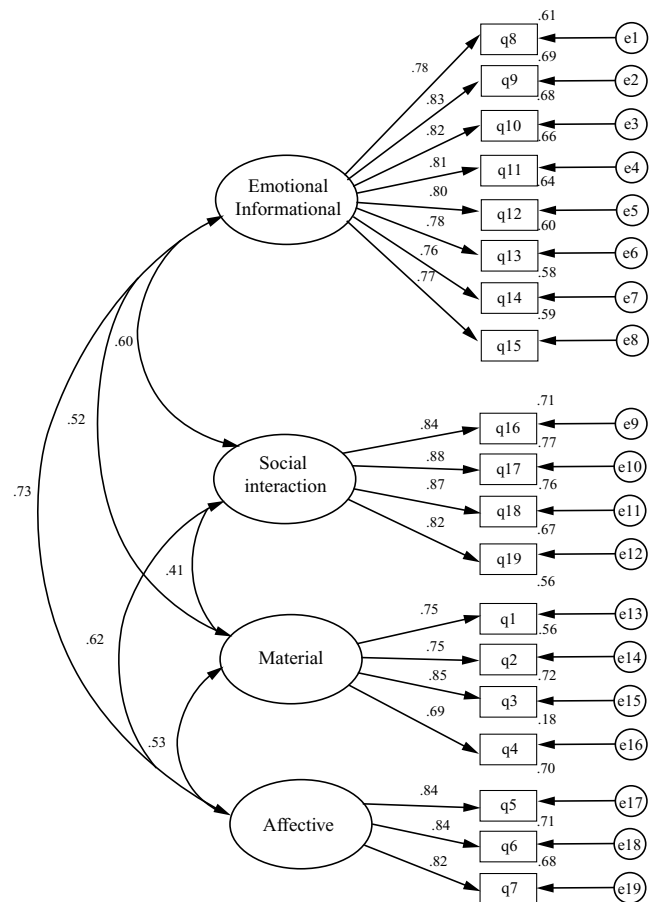 .61
q8
e1
.78
.69
q9
e2
.83
.68
q10
e3
.82
.66
q11
e4
.81
.64
Emotional
Informational
q12
e5
.80
.60
q13
e6
.78
.58
q14
e7
.76
.59
q15
e8
.77
.60
.52
.73
.71
q16
e9
.84
.77
Social
interaction
q17
e10
.88
.76
q18
e11
.87
.67
q19
e12
.82
.41
.62
.56
q1
e13
.75
.56
Material
q2
e14
.75
.72
q3
e15
.85
.18
q4
e16
.69
.53
.70
q5
e17
.84
.71
Affective
q6
e18
.84
.68
q7
e19
.82